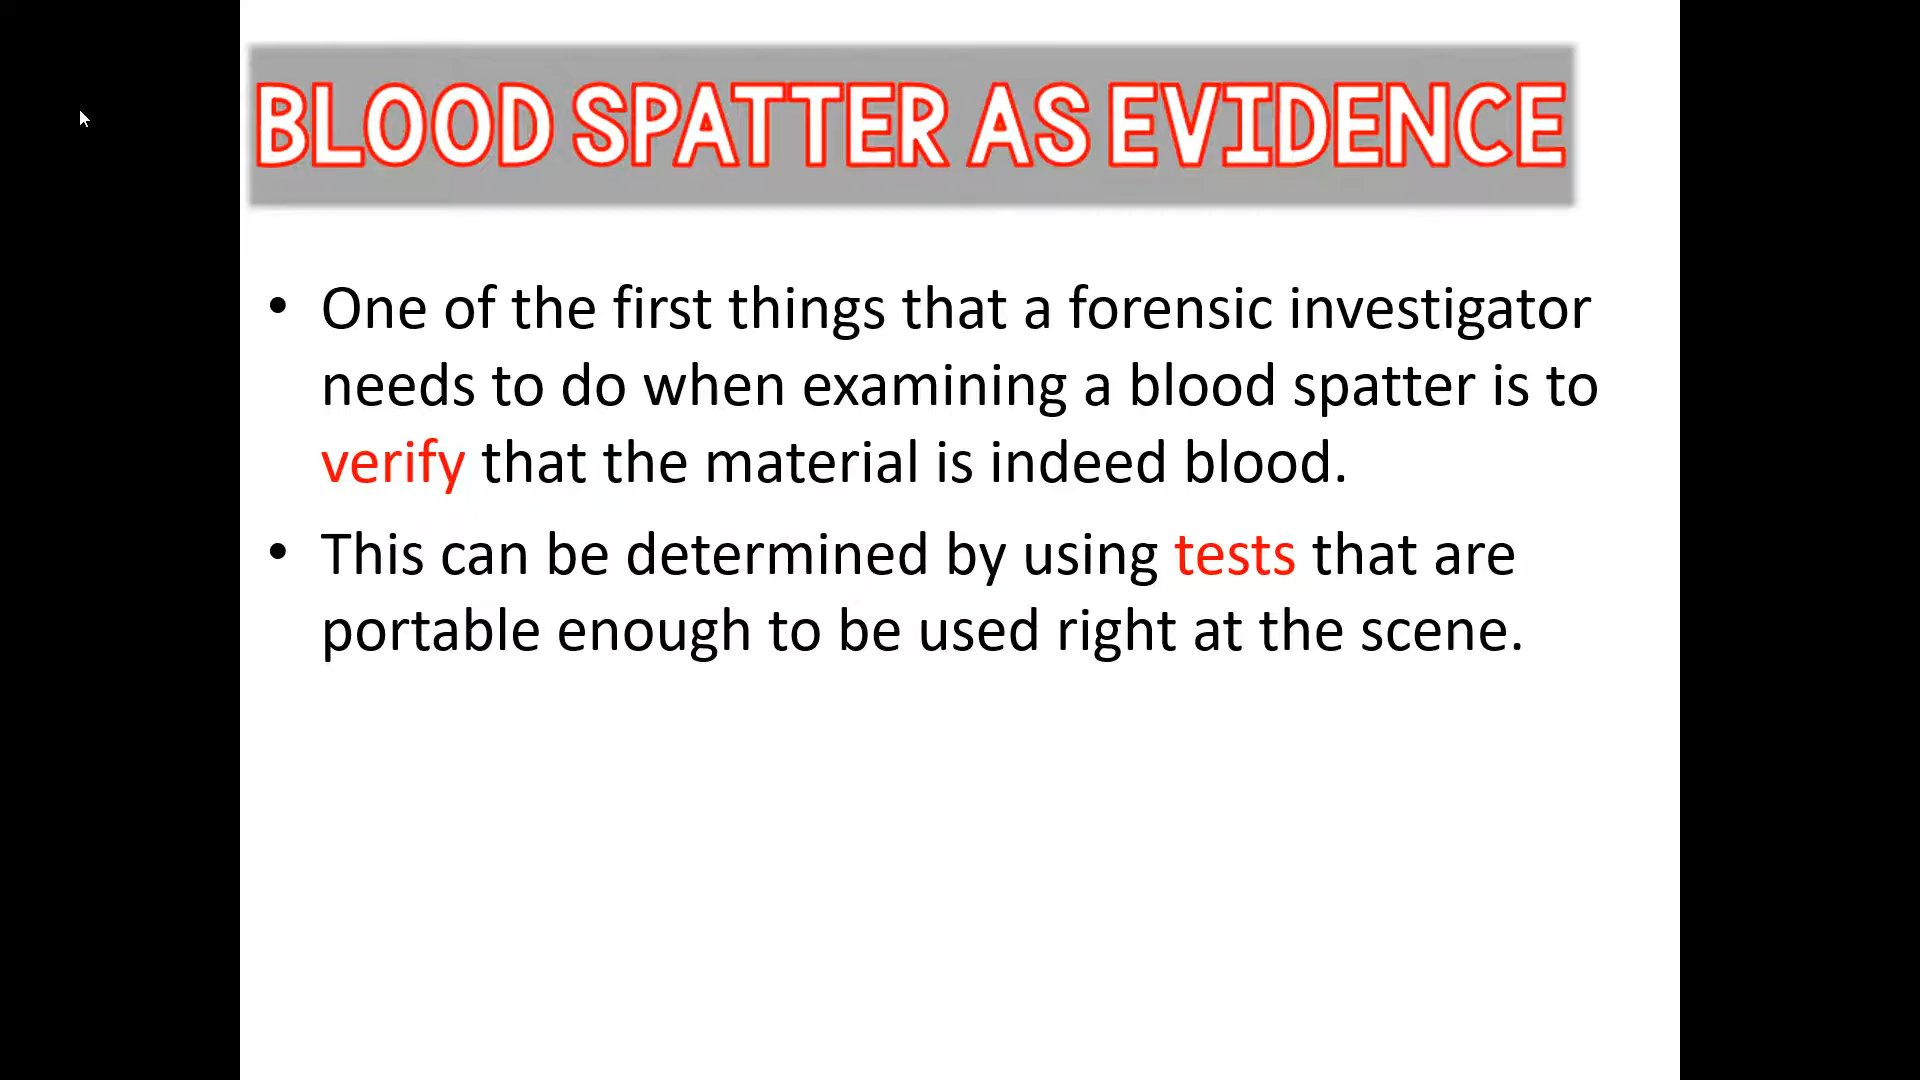 BLOOD SPATTER AS EVIDENCE
• One of the first things that a forensic investigator
needs to do when examining a blood spatter is to
verify that the material is indeed blood.
• This can be determined by using tests that are
portable enough to be used right at the scene.